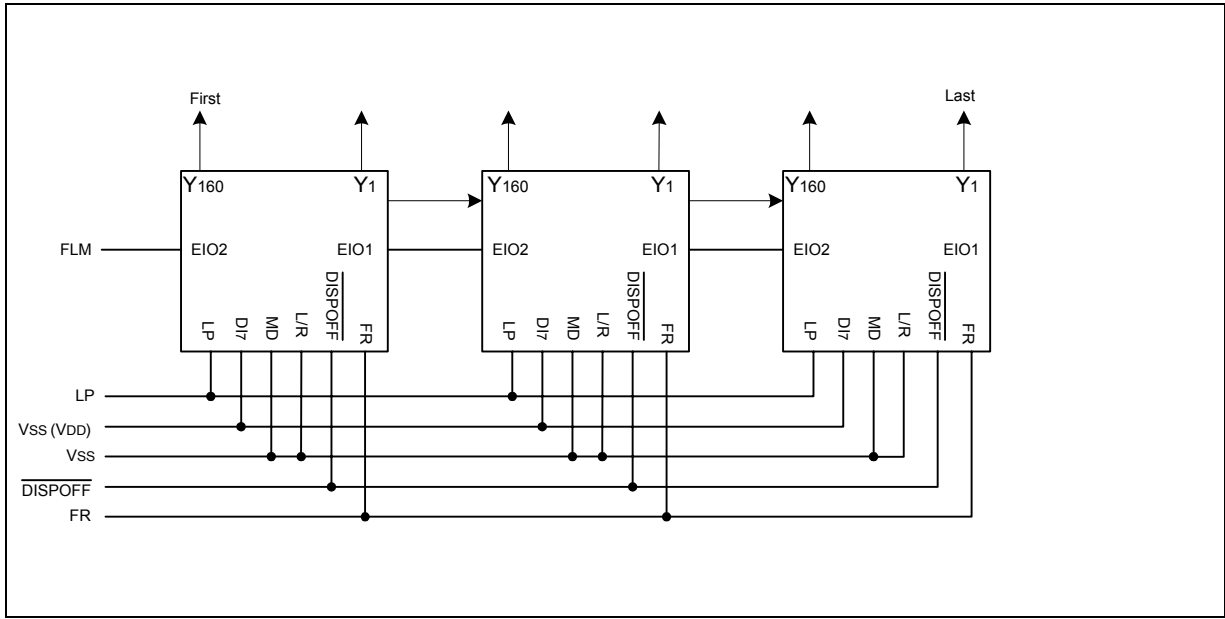 First Last
Y160 Y1 Y160 Y1 Y160 Y1
FLM EIO2 EIO1 EIO2 EIO1 EIO2 EIO1
LP DI7 MD L/R DISPOFF FR LP DI7 MD L/R DISPOFF FR LP DI7 MD L/R DISPOFF FR
LP
VSS (VDD)
VSS
DISPOFF
FR